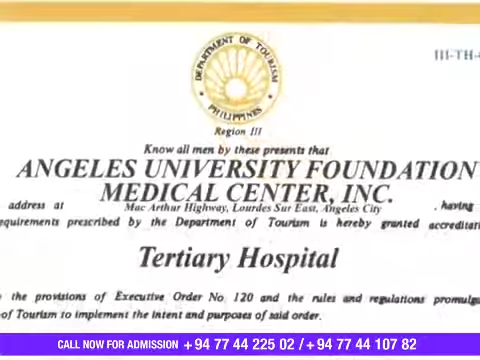 DEPARTMENT OF TOURISM
PHILIPPINES
III-TH-
Region III
Know all men by these presents that
ANGELES UNIVERSITY FOUNDATION
MEDICAL CENTER, INC.
address at Mac Arthur Highway, Lourdes Sur East, Angeles City , having
equirements prescribed by the Department of Tourism is hereby granted accreditat
Tertiary Hospital
the provisions of Executive Order No. 120 and the rules and regulations promulg
of Tourism to implement the intent and purposes of said order.
CALL NOW FOR ADMISSION + 94 77 44 225 02 / + 94 77 44 107 82